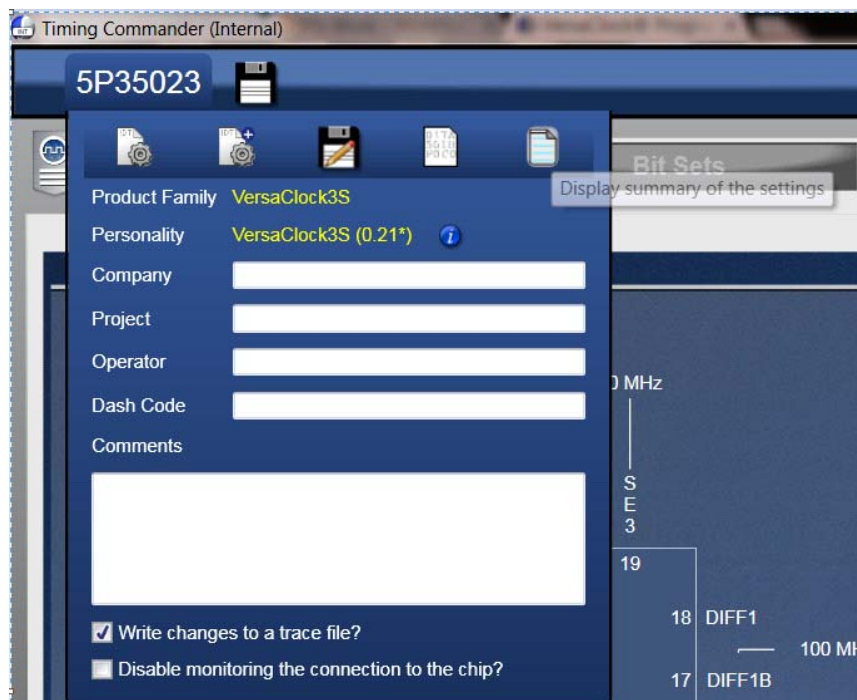 Timing Commander (Internal)
5P35023
Bit Sets
Display summary of the settings
Product Family VersaClock3S
Personality VersaClock3S (0.21*)
Company
Project
Operator
Dash Code
Comments
MHz
S
E
3
19
18 DIFF1
100 MH
17 DIFF1B
Write changes to a trace file?
Disable monitoring the connection to the chip?